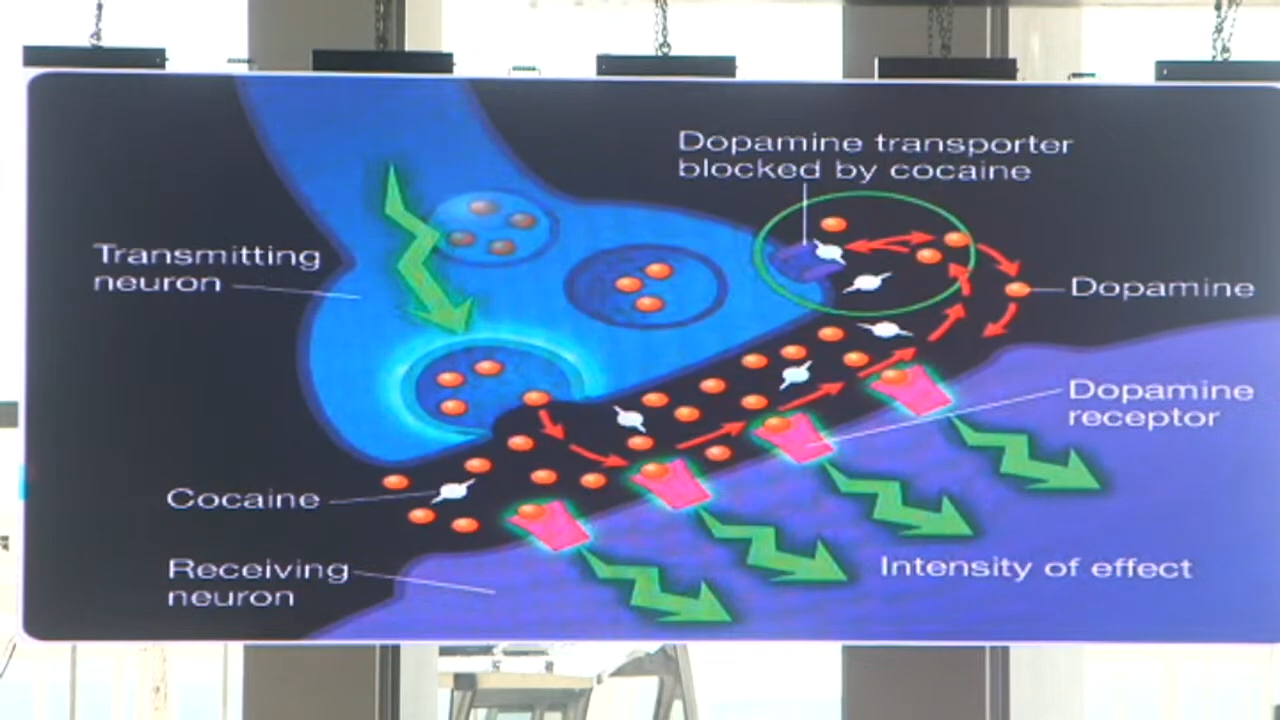 Dopamine transporter
blocked by cocaine
Transmitting
neuron
Dopamine
Dopamine
receptor
Cocaine
Intensity of effect
Receiving
neuron